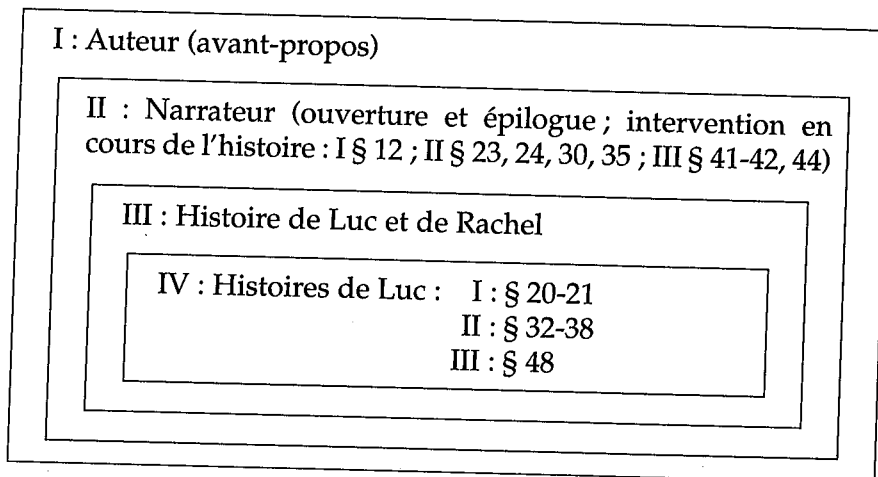 I : Auteur (avant-propos)
II : Narrateur (ouverture et épilogue ; intervention en
cours de l'histoire : I § 12 ; II § 23, 24, 30, 35 ; III § 41-42, 44)
III : Histoire de Luc et de Rachel
IV : Histoires de Luc : I : § 20-21
II : § 32-38
III : § 48